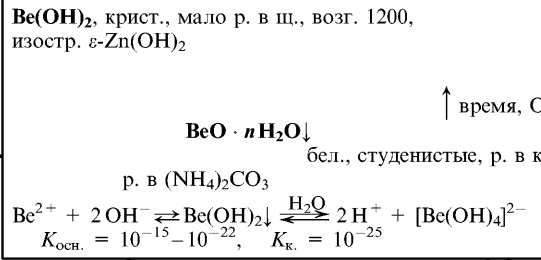 Be(OH)₂, крист., мало р. в щ., возг. 1200,
изостр. ε-Zn(OH)₂
↑ время,
BeO · nH₂O↓
бел., студенистые, р. в
р. в (NH₄)₂CO₃
Be²⁺ + 2OH⁻ ⇄ Be(OH)₂↓ ⇄ (H₂O) 2H⁺ + [Be(OH)₄]²⁻
Kосн. = 10⁻¹⁵–10⁻²², Kк. = 10⁻²⁵